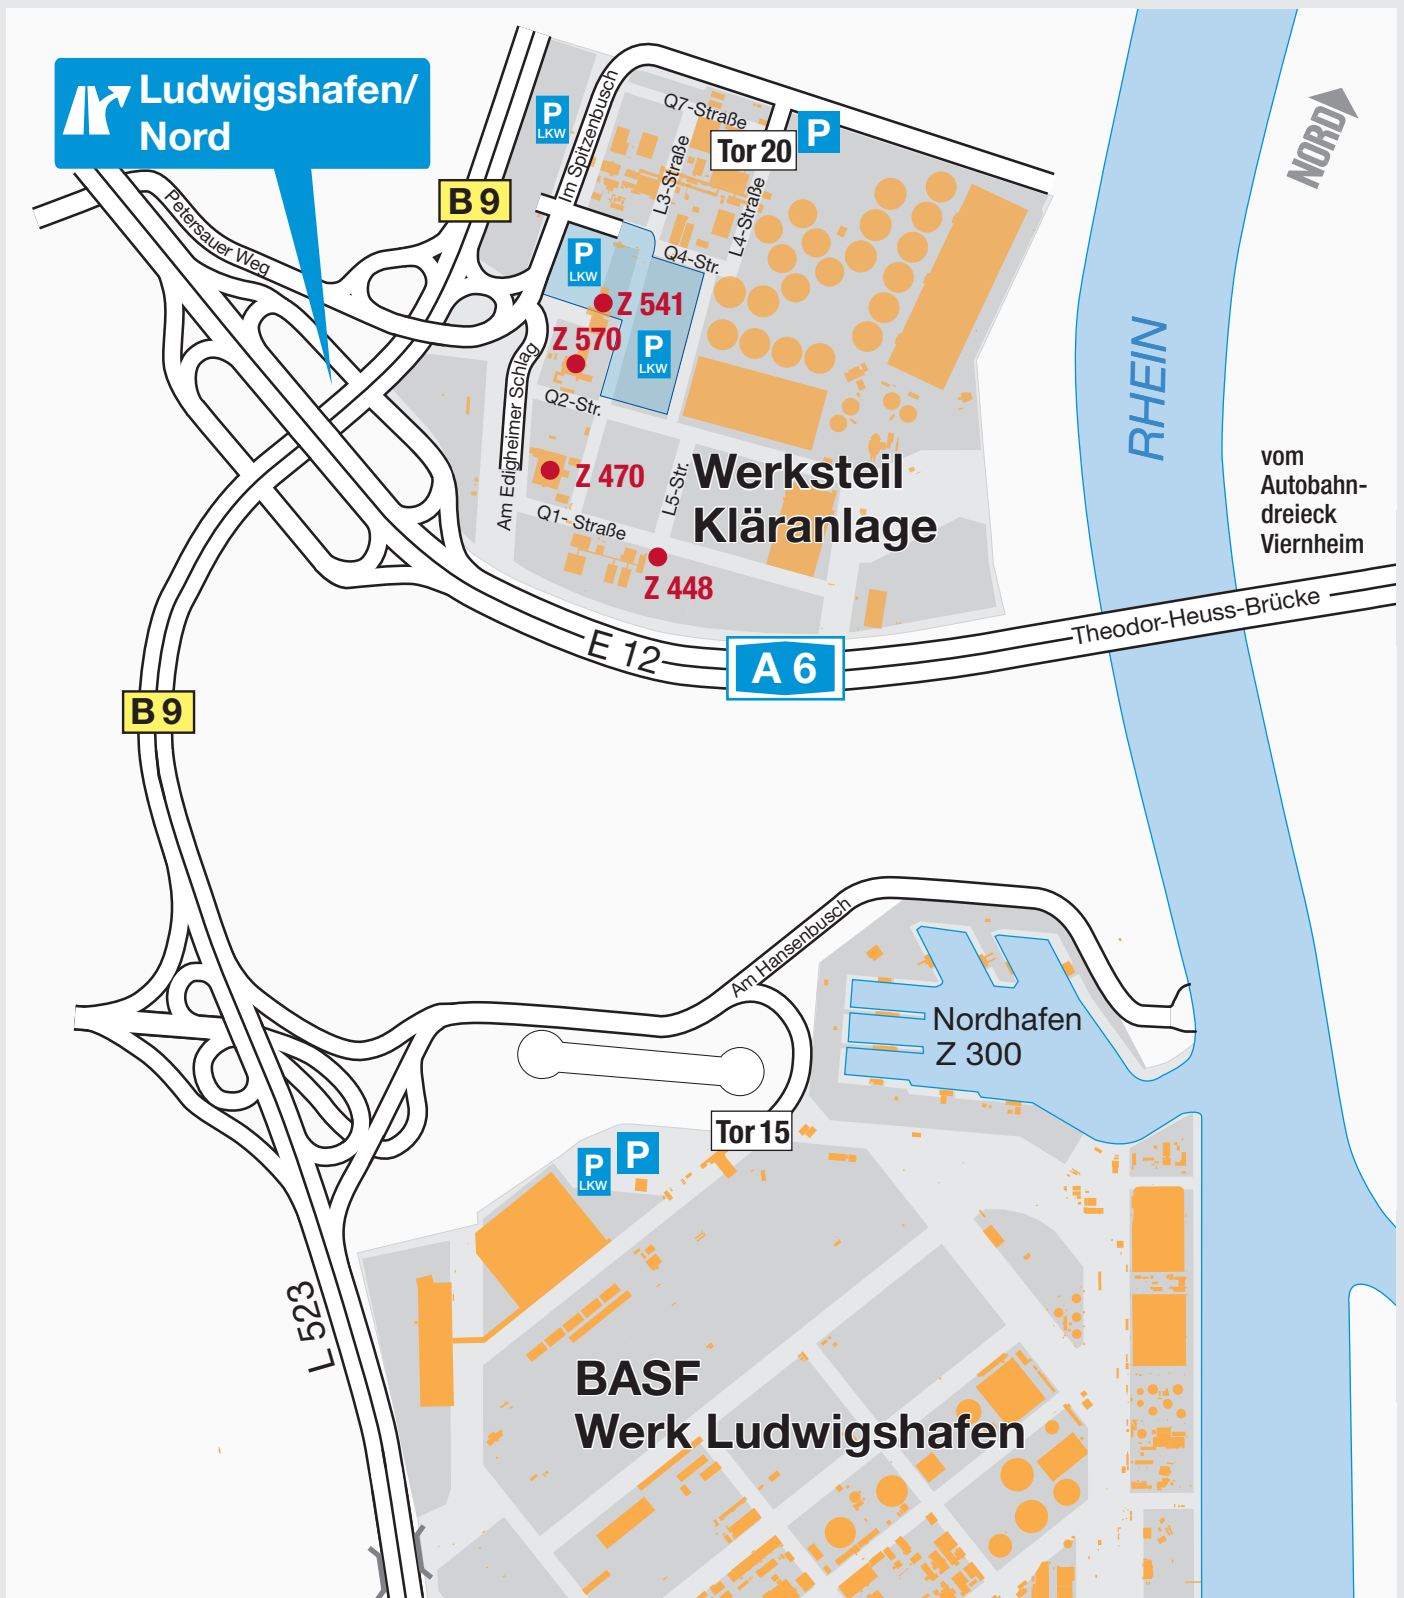 Ludwigshafen/
Nord
NORD
P
LKW
Im Spitzenbusch
Q7-Straße
P
Tor 20
L3-Straße
L4-Straße
B 9
Petersauer Weg
P
LKW
Q4-Str.
Z 541
Z 570
P
LKW
Am Edigheimer Schlag
Q2-Str.
RHEIN
Werksteil
Kläranlage
Z 470
L5-Str.
Q1- Straße
Z 448
vom
Autobahn-
dreieck
Viernheim
Theodor-Heuss-Brücke
E 12
A 6
B 9
Am Hansenbusch
Nordhafen
Z 300
Tor 15
P
LKW
P
L 523
BASF
Werk Ludwigshafen